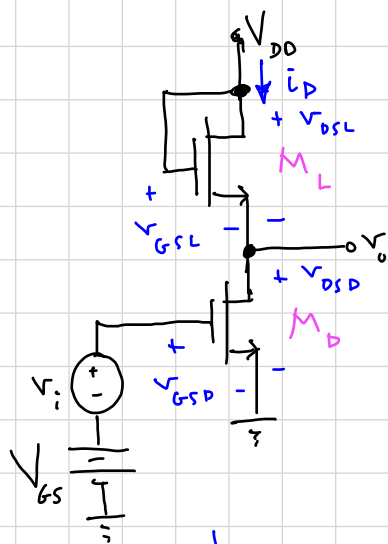 V_DD
i_D
+ v_DSL
M_L
+
v_GSL
− −
v_o
+ v_DSD
M_D
+
v_GSD
− −
+
v_i
-
V_GS